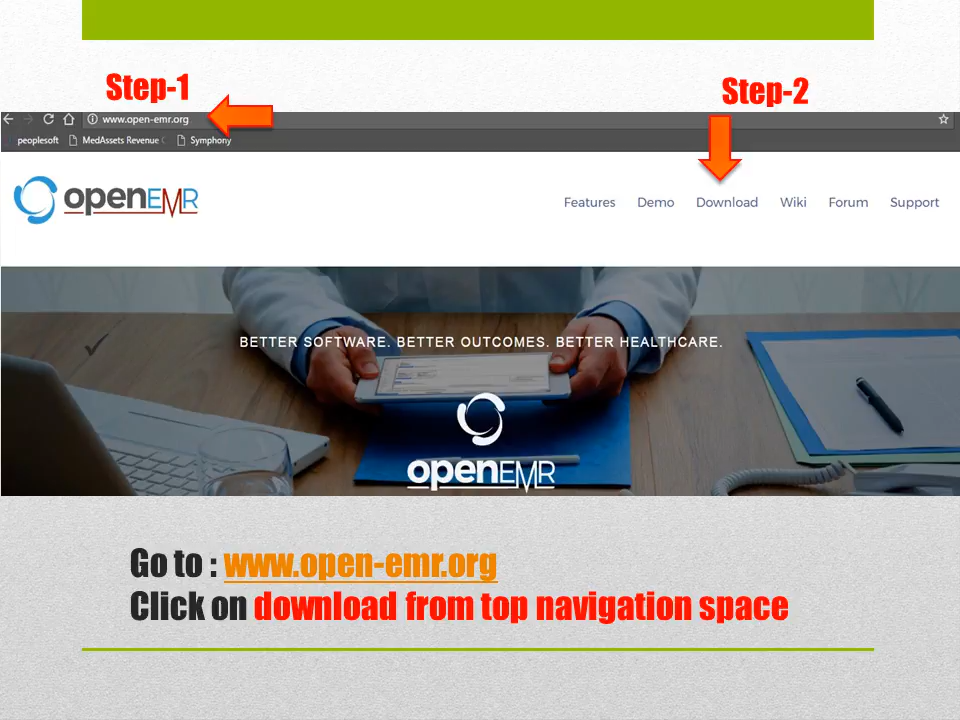 Step-1
Step-2
www.open-emr.org
peoplesoft MedAssets Revenue Symphony
openEMR
Features Demo Download Wiki Forum Support
BETTER SOFTWARE. BETTER OUTCOMES. BETTER HEALTHCARE.
openEMR
Go to : www.open-emr.org
Click on download from top navigation space